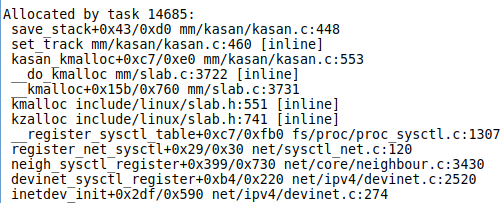 Allocated by task 14685:
save_stack+0x43/0xd0 mm/kasan/kasan.c:448
set_track mm/kasan/kasan.c:460 [inline]
kasan_kmalloc+0xc7/0xe0 mm/kasan/kasan.c:553
__do_kmalloc mm/slab.c:3722 [inline]
__kmalloc+0x15b/0x760 mm/slab.c:3731
kmalloc include/linux/slab.h:551 [inline]
kzalloc include/linux/slab.h:741 [inline]
__register_sysctl_table+0xc7/0xfb0 fs/proc/proc_sysctl.c:1307
register_net_sysctl+0x29/0x30 net/sysctl_net.c:120
neigh_sysctl_register+0x399/0x730 net/core/neighbour.c:3430
devinet_sysctl_register+0xb4/0x220 net/ipv4/devinet.c:2520
inetdev_init+0x2df/0x590 net/ipv4/devinet.c:274